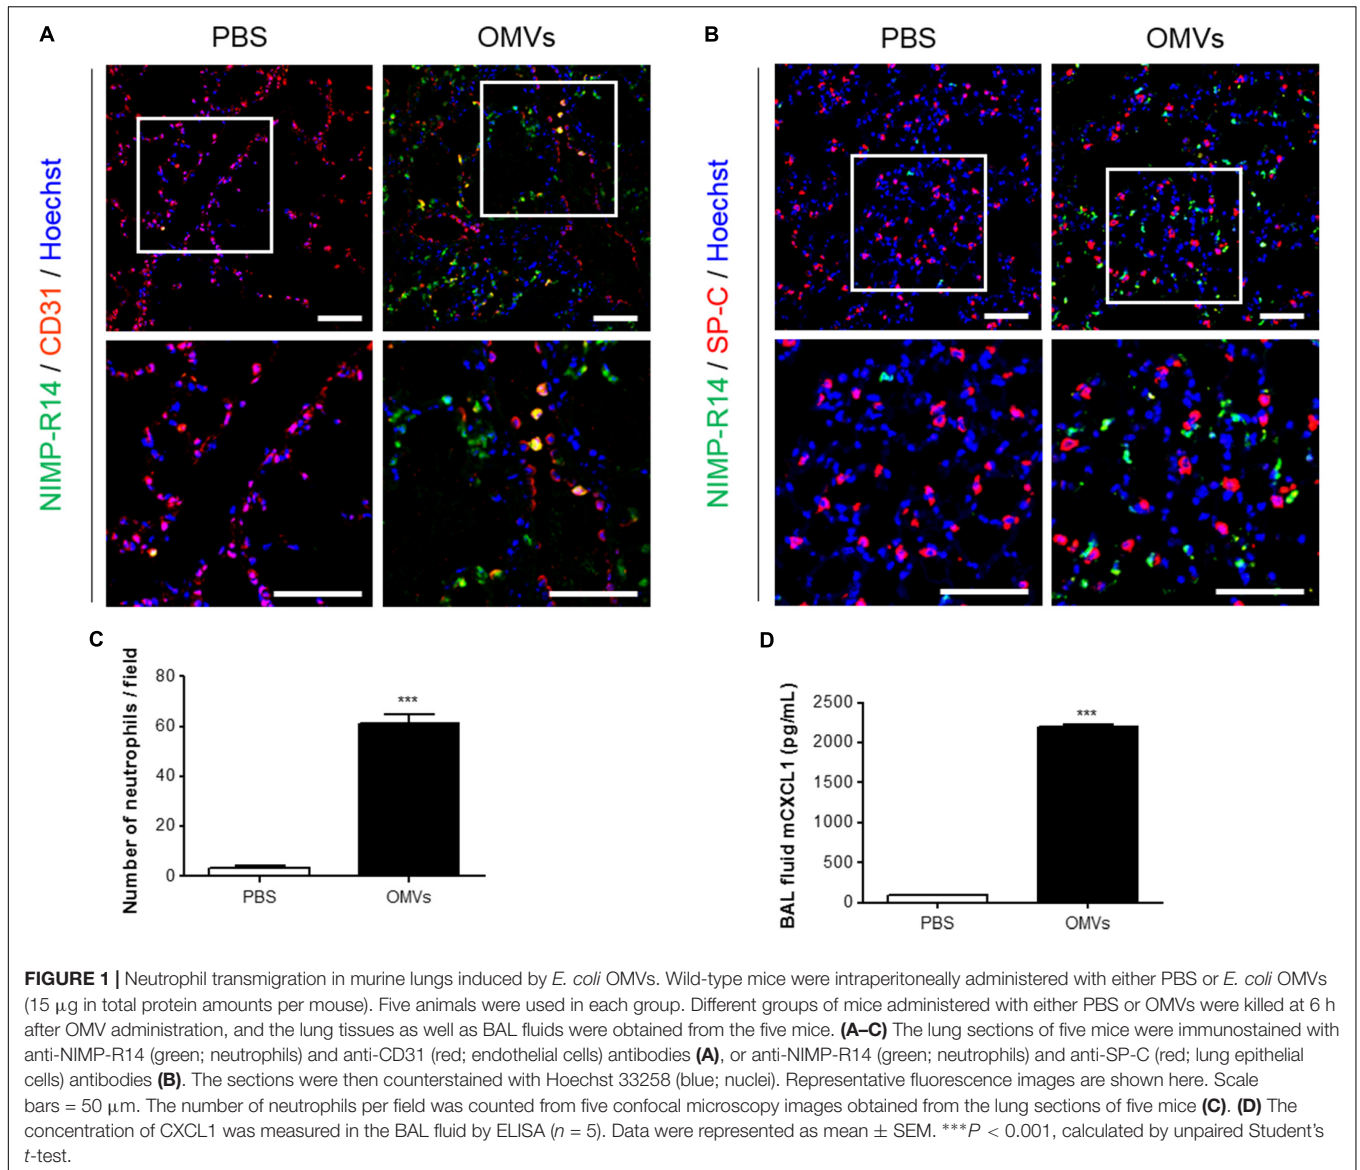 A
PBS
OMVs
NIMP-R14 / CD31 / Hoechst
B
PBS
OMVs
NIMP-R14 / SP-C / Hoechst
C
Number of neutrophils / field
80
60
40
20
0
***
PBS
OMVs
D
BAL fluid mCXCL1 (pg/mL)
2500
2000
1500
1000
500
0
***
PBS
OMVs
FIGURE 1 | Neutrophil transmigration in murine lungs induced by E. coli OMVs. Wild-type mice were intraperitoneally administered with either PBS or E. coli OMVs
(15 μg in total protein amounts per mouse). Five animals were used in each group. Different groups of mice administered with either PBS or OMVs were killed at 6 h
after OMV administration, and the lung tissues as well as BAL fluids were obtained from the five mice. (A–C) The lung sections of five mice were immunostained with
anti-NIMP-R14 (green; neutrophils) and anti-CD31 (red; endothelial cells) antibodies (A), or anti-NIMP-R14 (green; neutrophils) and anti-SP-C (red; lung epithelial
cells) antibodies (B). The sections were then counterstained with Hoechst 33258 (blue; nuclei). Representative fluorescence images are shown here. Scale
bars = 50 μm. The number of neutrophils per field was counted from five confocal microscopy images obtained from the lung sections of five mice (C). (D) The
concentration of CXCL1 was measured in the BAL fluid by ELISA (n = 5). Data were represented as mean ± SEM. ***P < 0.001, calculated by unpaired Student's
t-test.